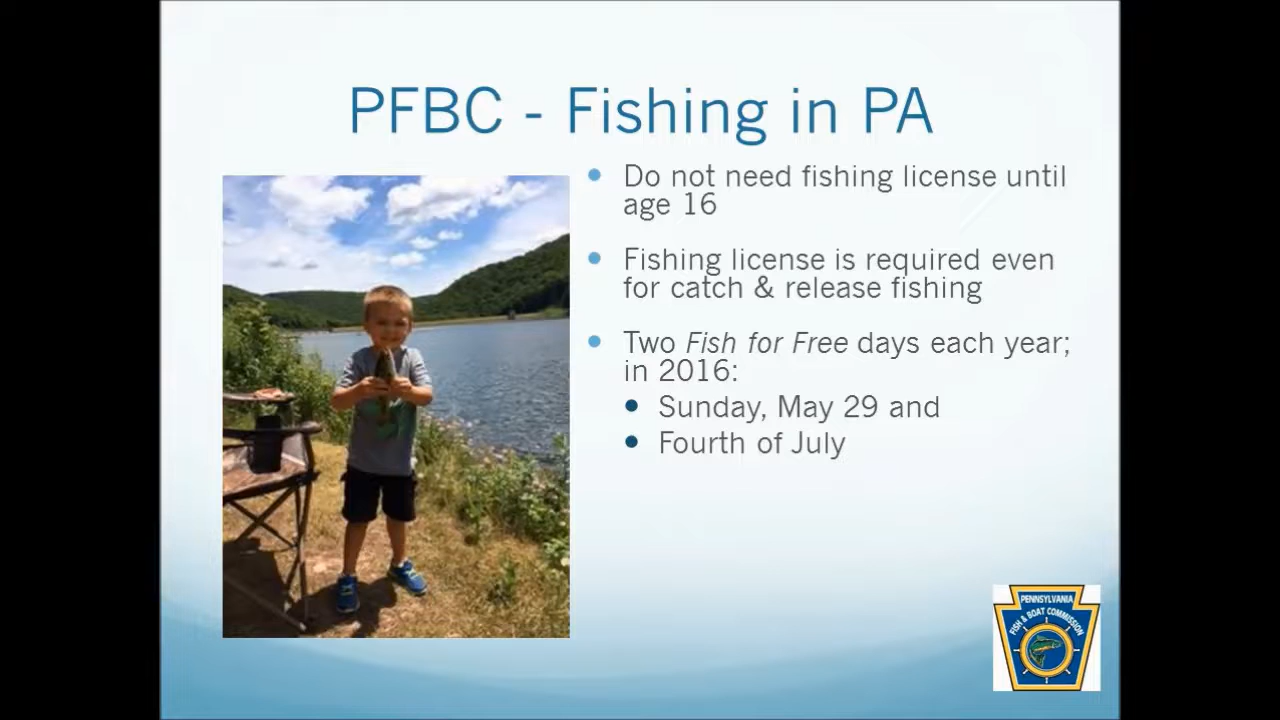 PFBC - Fishing in PA
Do not need fishing license until
age 16
Fishing license is required even
for catch & release fishing
Two Fish for Free days each year;
in 2016:
Sunday, May 29 and
Fourth of July
PENNSYLVANIA
FISH & BOAT COMMISSION